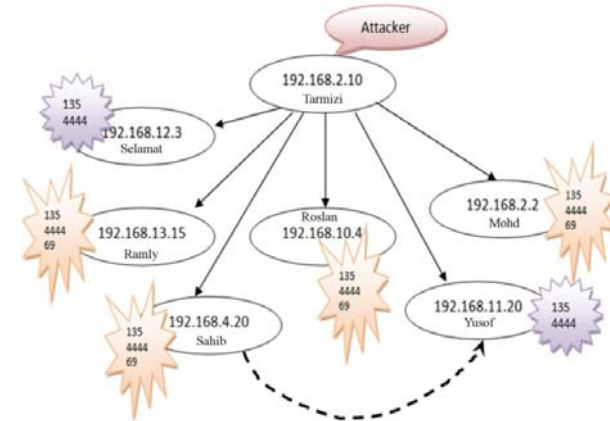 Attacker
192.168.2.10
Tarmizi
135
4444
192.168.12.3
Selamat
135
4444
69
192.168.13.15
Ramly
Roslan
192.168.10.4
135
4444
69
192.168.2.2
Mohd
135
4444
69
135
4444
69
192.168.4.20
Sahib
192.168.11.20
Yusof
135
4444